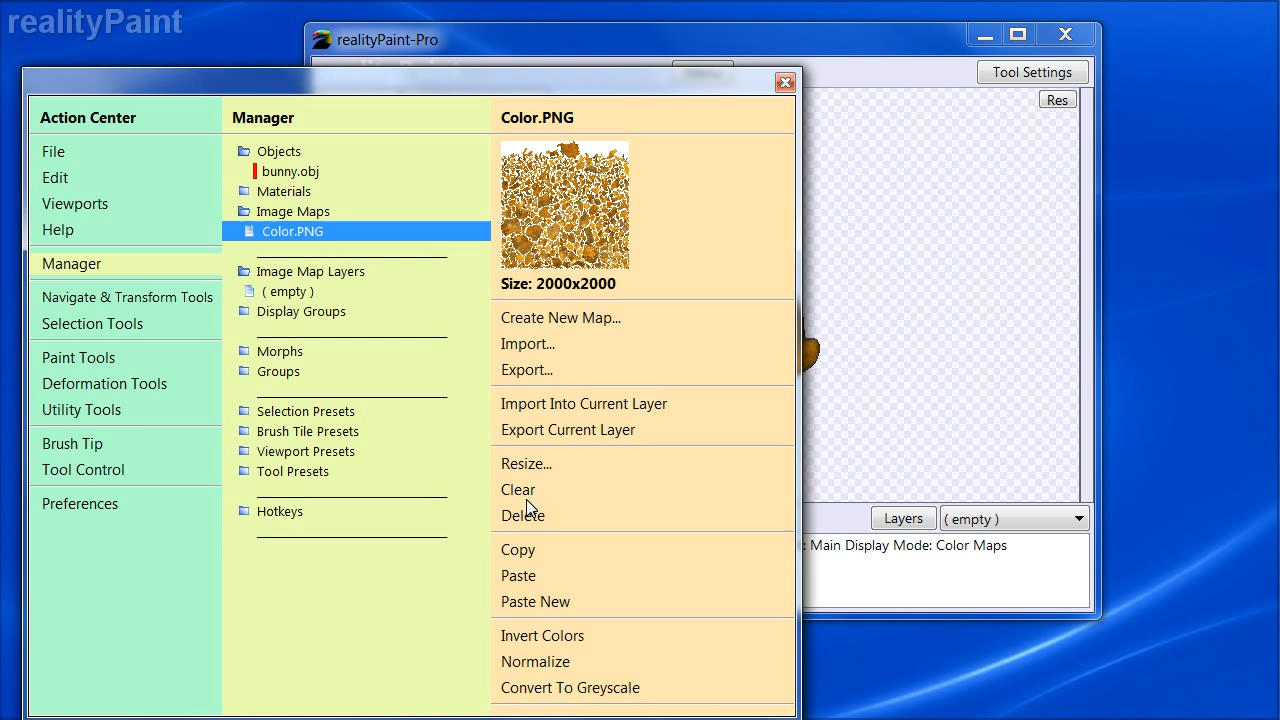 realityPaint
realityPaint-Pro
Tool Settings
Res
Action Center
File
Edit
Viewports
Help
Manager
Navigate & Transform Tools
Selection Tools
Paint Tools
Deformation Tools
Utility Tools
Brush Tip
Tool Control
Preferences
Manager
Objects
bunny.obj
Materials
Image Maps
Color.PNG
Image Map Layers
( empty )
Display Groups
Morphs
Groups
Selection Presets
Brush Tile Presets
Viewport Presets
Tool Presets
Hotkeys
Color.PNG
Size: 2000x2000
Create New Map...
Import...
Export...
Import Into Current Layer
Export Current Layer
Resize...
Clear
Delete
Copy
Paste
Paste New
Invert Colors
Normalize
Convert To Greyscale
Layers
( empty )
: Main Display Mode: Color Maps